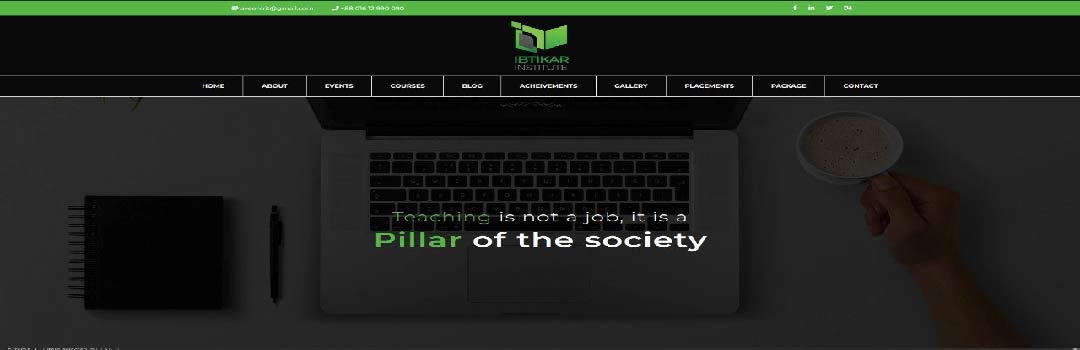 IBTIKAR
INSTITUTE
HOME ABOUT EVENTS COURSES BLOG ACHEIVEMENTS GALLERY PLACEMENTS PACKAGE CONTACT
Teaching is not a job, it is a
Pillar of the society